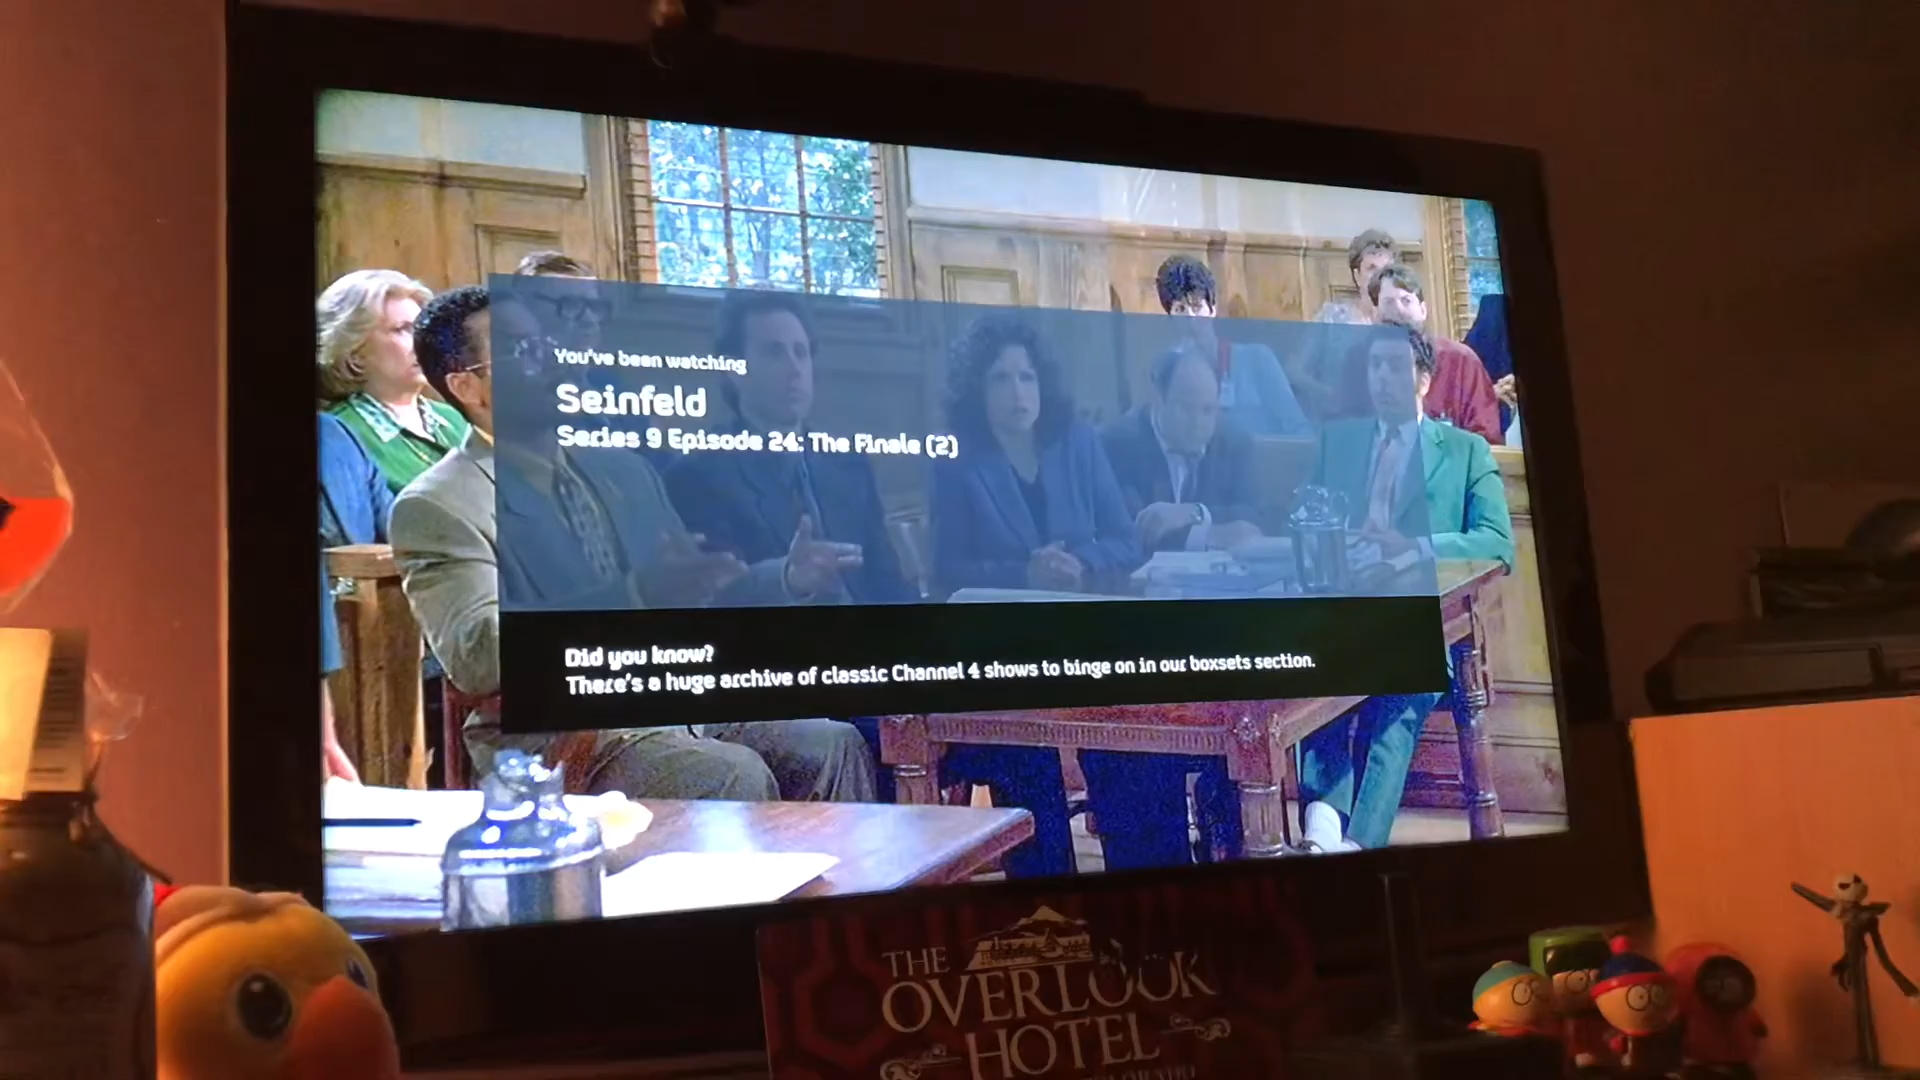 You've been watching
Seinfeld
Series 9 Episode 24: The Finale (2)
Did you know?
There's a huge archive of classic Channel 4 shows to binge on in our boxsets section.
THE
OVERLOOK
HOTEL
COLORADO